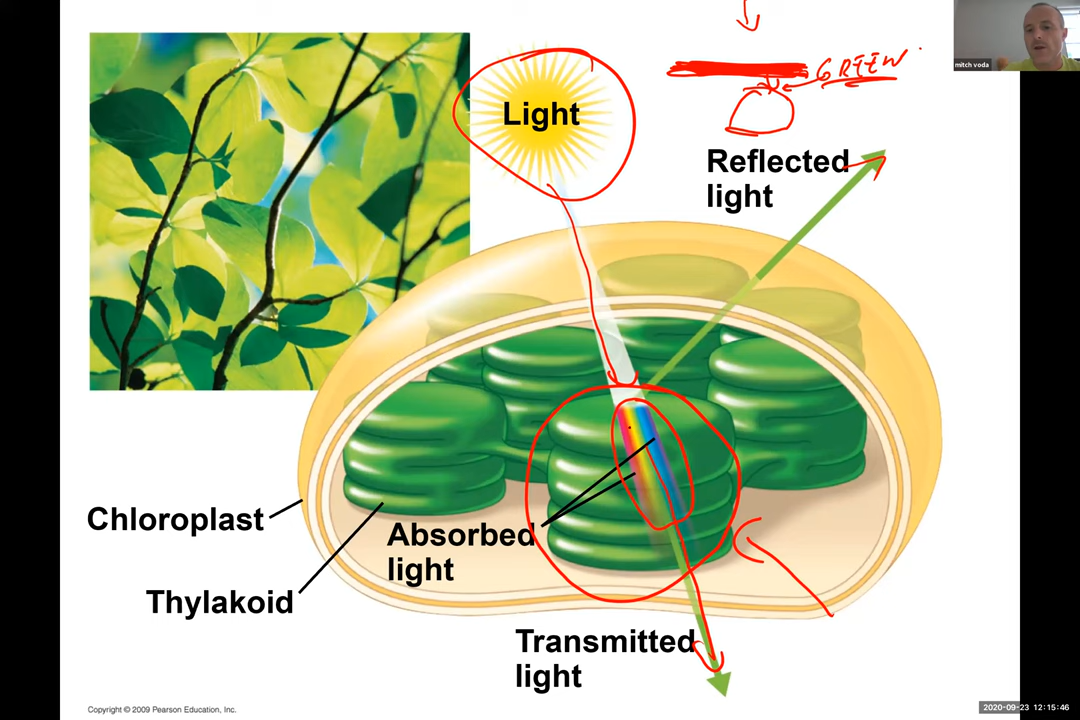 mitch voda
Light
GREEN
Reflected
light
Chloroplast
Absorbed
light
Thylakoid
Transmitted
light
Copyright © 2009 Pearson Education, Inc.
2020-09-23 12:15:46